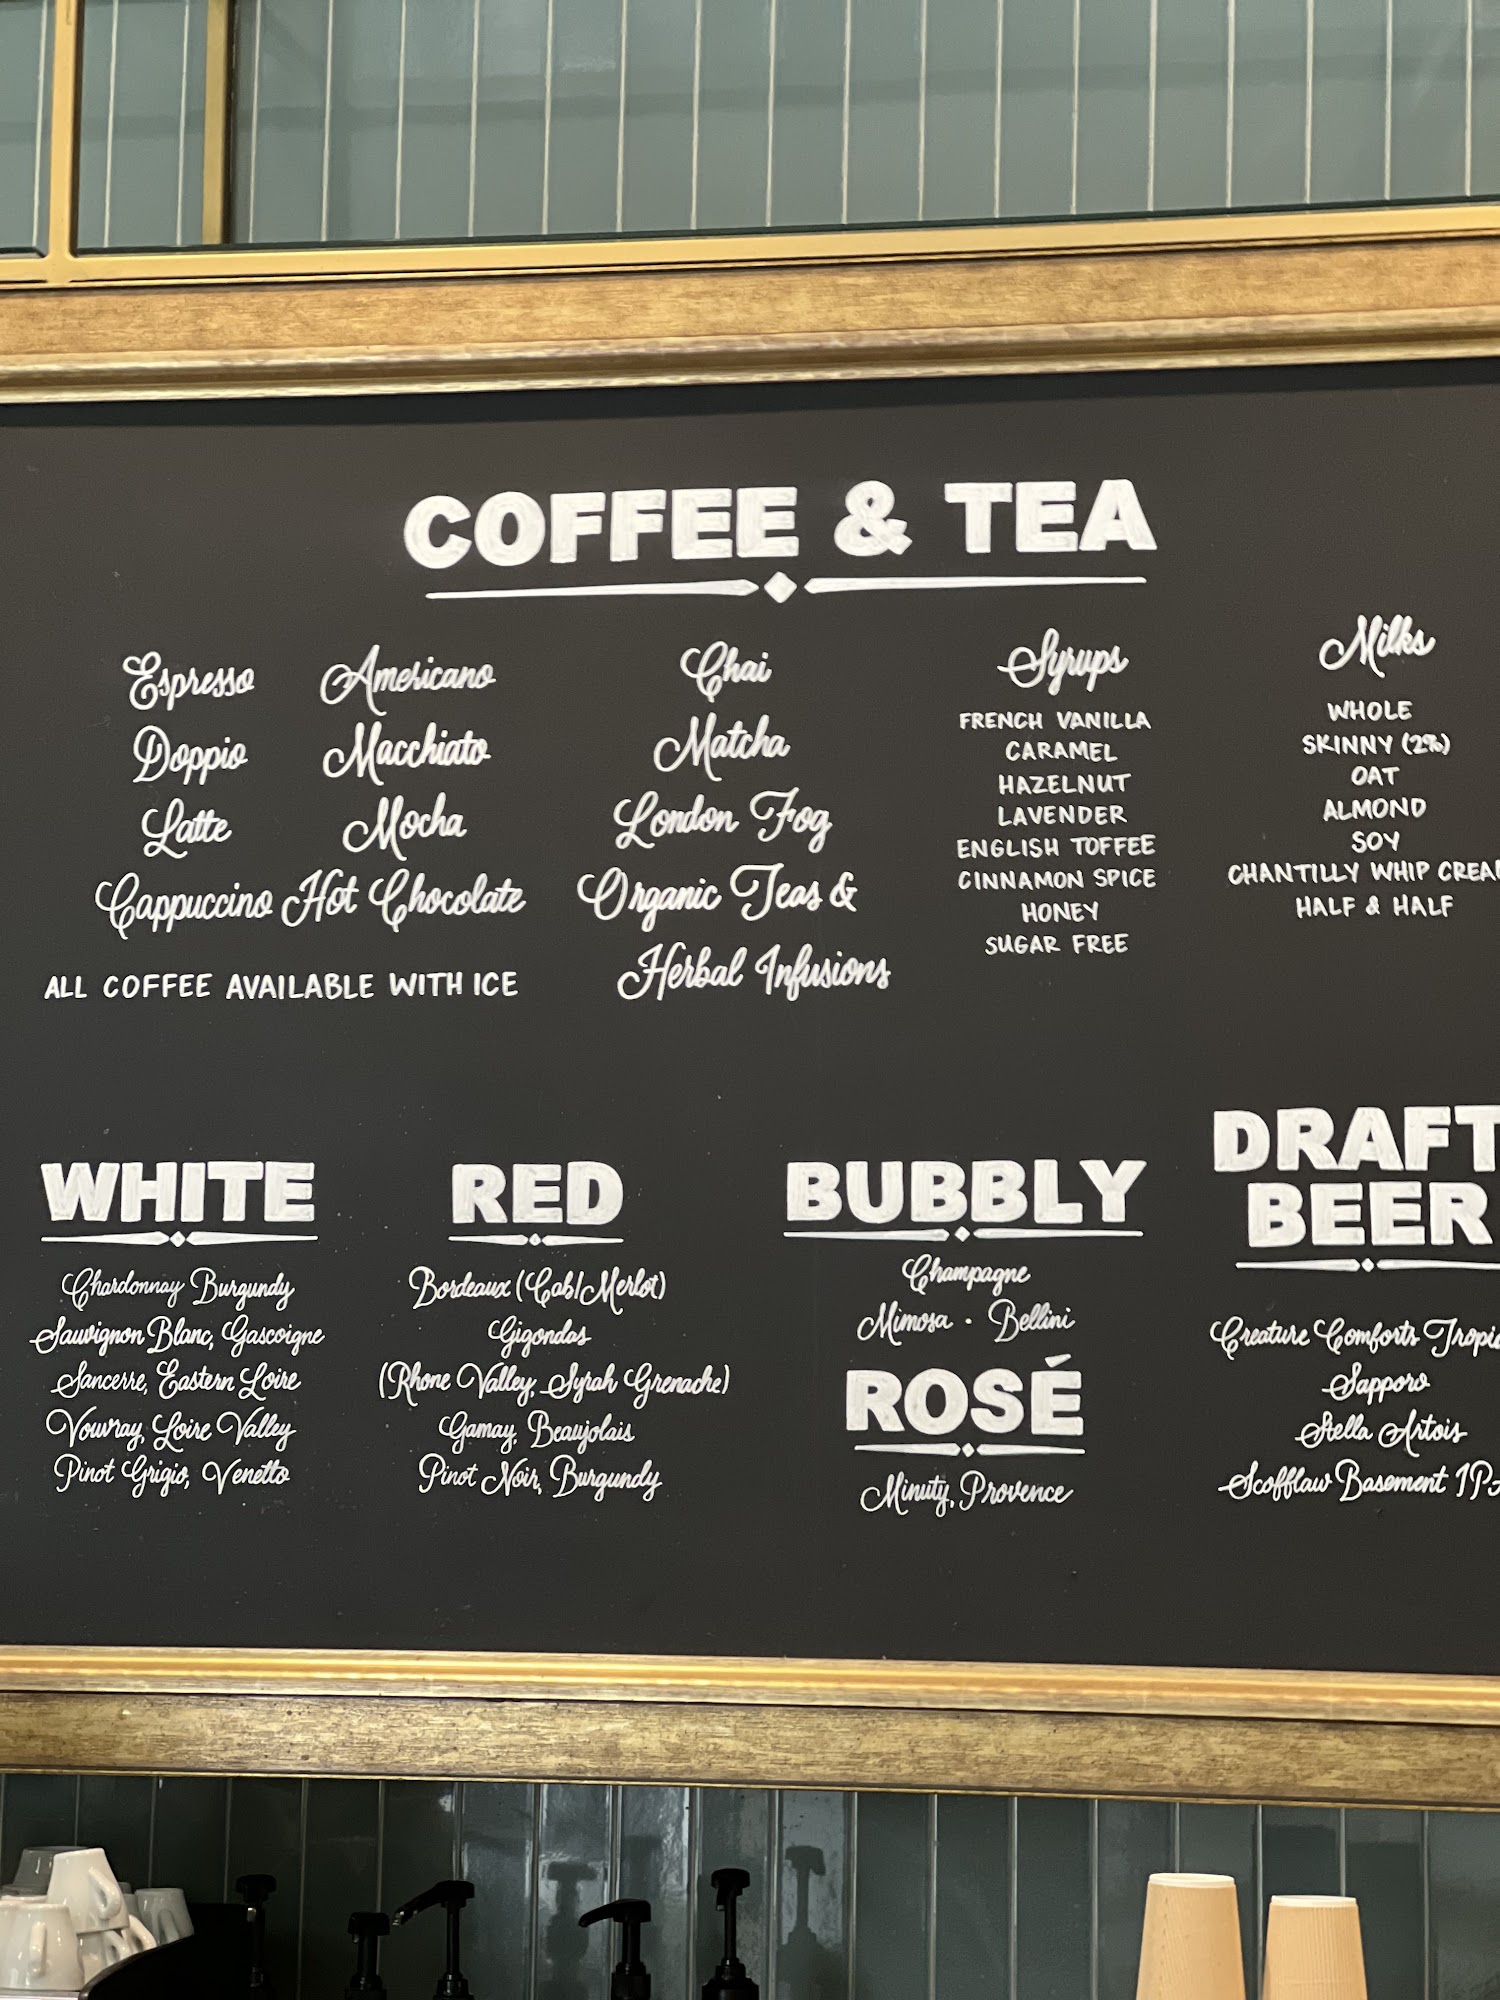 COFFEE & TEA
Espresso
Doppio
Latte
Cappuccino
Americano
Macchiato
Mocha
Hot Chocolate
ALL COFFEE AVAILABLE WITH ICE
Chai
Matcha
London Fog
Organic Teas &
Herbal Infusions
Syrups
FRENCH VANILLA
CARAMEL
HAZELNUT
LAVENDER
ENGLISH TOFFEE
CINNAMON SPICE
HONEY
SUGAR FREE
Milks
WHOLE
SKINNY (2%)
OAT
ALMOND
SOY
CHANTILLY WHIP
HALF & HALF
WHITE
Chardonnay Burgundy
Sauvignon Blanc, Gascoigne
Sancerre, Eastern Loire
Vouvray, Loire Valley
Pinot Grigio, Venetto
RED
Bordeaux (Cab/Merlot)
Gigondas
(Rhone Valley, Syrah Grenache)
Gamay, Beaujolais
Pinot Noir, Burgundy
BUBBLY
Champagne
Mimosa · Bellini
ROSÉ
Minuty, Provence
DRAFT
BEER
Creature Comforts
Sapporo
Stella Artois
Scofflaw Basement IPA